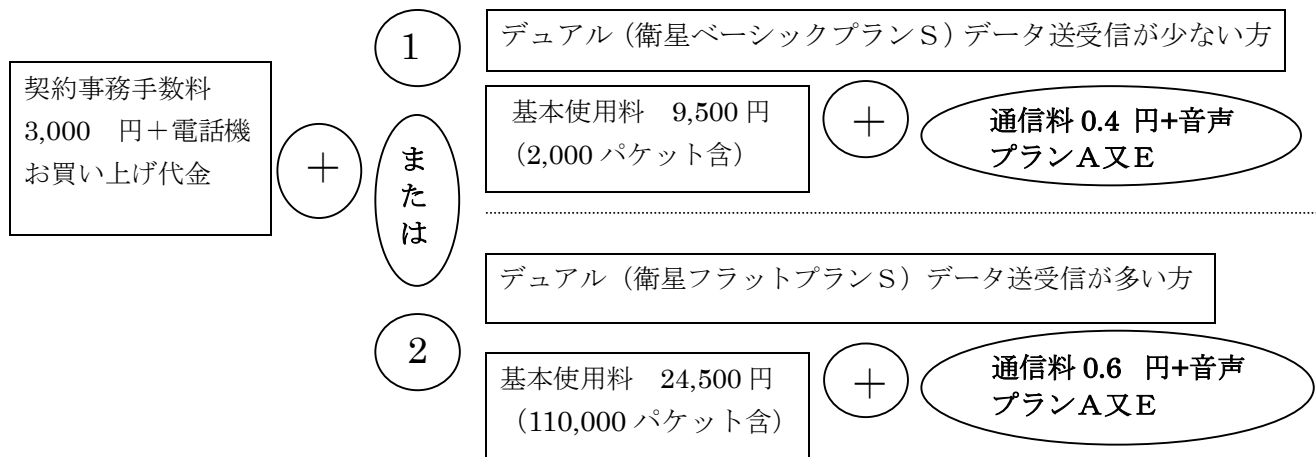 契約事務手数料
3,000 円＋電話機
お買い上げ代金
＋
1
または
2
デュアル（衛星ベーシックプランＳ）データ送受信が少ない方
基本使用料 9,500 円
（2,000 パケット含）
＋
通信料 0.4 円+音声
プランＡ又Ｅ
デュアル（衛星フラットプランＳ）データ送受信が多い方
基本使用料 24,500 円
（110,000 パケット含）
＋
通信料 0.6 円+音声
プランＡ又Ｅ